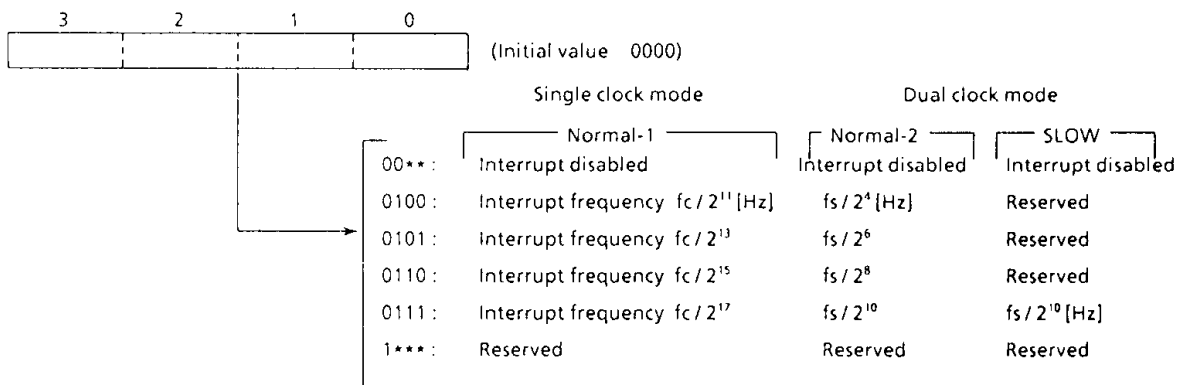 3 2 1 0
(Initial value 0000)
Single clock mode Dual clock mode
Normal-1 Normal-2 SLOW
00** : Interrupt disabled Interrupt disabled Interrupt disabled
0100 : Interrupt frequency fc / 2¹¹ [Hz] fs / 2⁴ [Hz] Reserved
0101 : Interrupt frequency fc / 2¹³ fs / 2⁶ Reserved
0110 : Interrupt frequency fc / 2¹⁵ fs / 2⁸ Reserved
0111 : Interrupt frequency fc / 2¹⁷ fs / 2¹⁰ fs / 2¹⁰ [Hz]
1*** : Reserved Reserved Reserved